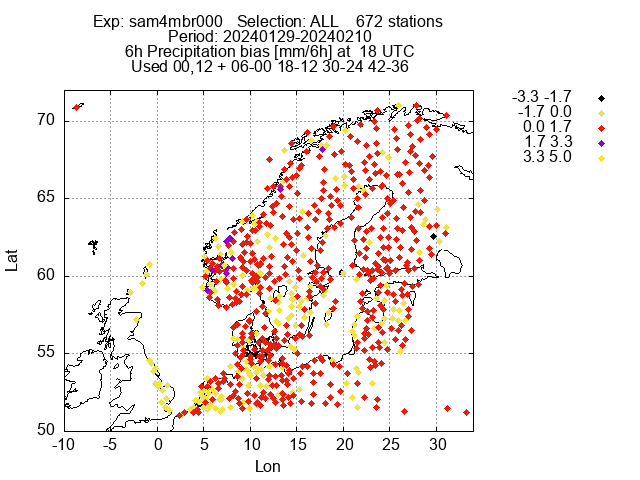 Exp: sam4mbr000 Selection: ALL 672 stations
Period: 20240129-20240210
6h Precipitation bias [mm/6h] at 18 UTC
Used 00,12 + 06-00 18-12 30-24 42-36
-3.3 -1.7
-1.7 0.0
0.0 1.7
1.7 3.3
3.3 5.0
70
65
60
55
50
Lat
-10 -5 0 5 10 15 20 25 30
Lon